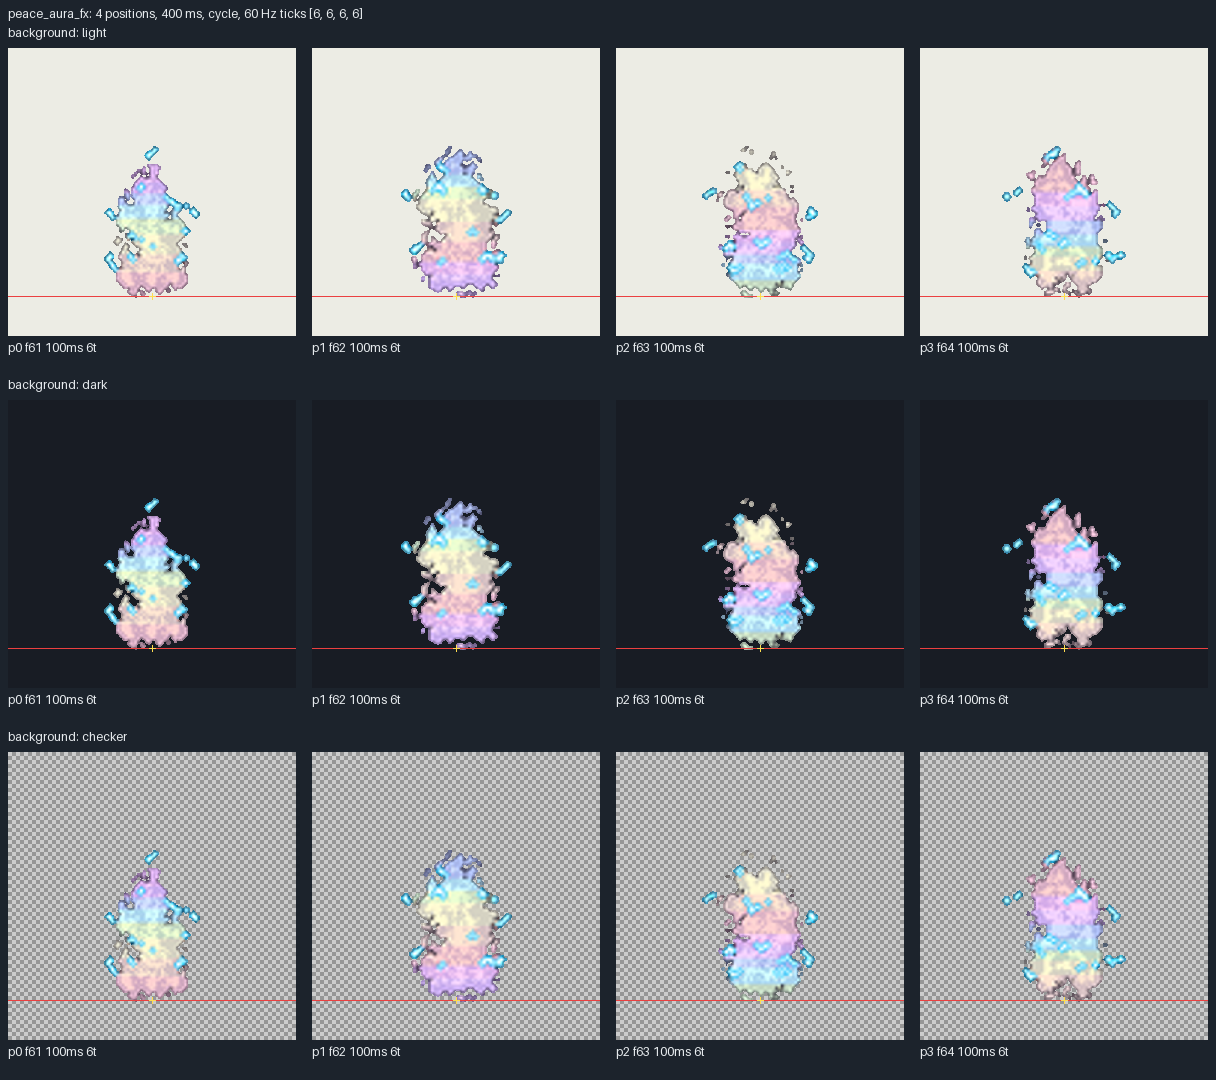 peace_aura_fx: 4 positions, 400 ms, cycle, 60 Hz ticks [6, 6, 6, 6]
background: light
p0 f61 100ms 6t
p1 f62 100ms 6t
p2 f63 100ms 6t
p3 f64 100ms 6t
background: dark
p0 f61 100ms 6t
p1 f62 100ms 6t
p2 f63 100ms 6t
p3 f64 100ms 6t
background: checker
p0 f61 100ms 6t
p1 f62 100ms 6t
p2 f63 100ms 6t
p3 f64 100ms 6t